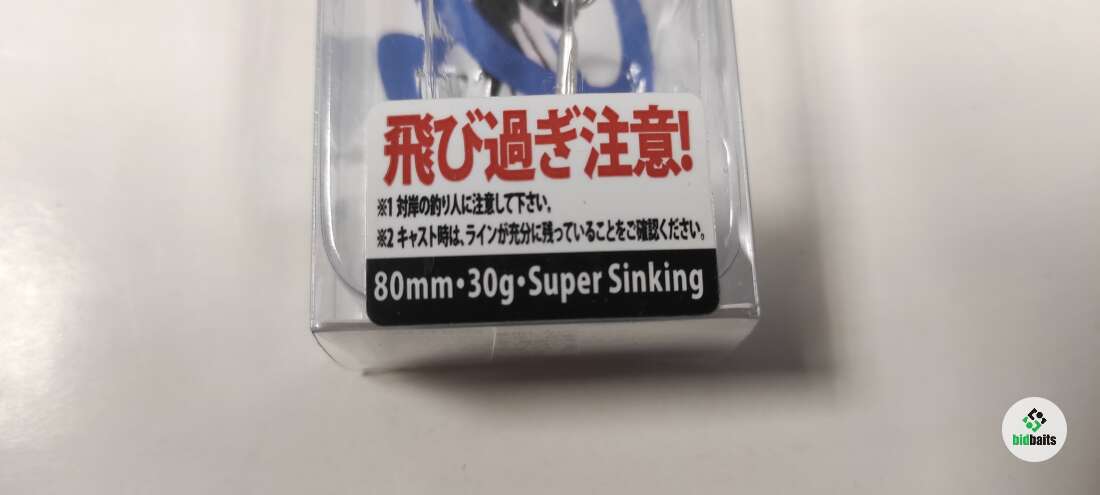 飛び過ぎ注意!
※1 対岸の釣り人に注意して下さい。
※2 キャスト時は、ラインが充分に残っていることをご確認ください。
80mm・30g・Super Sinking
bidbaits